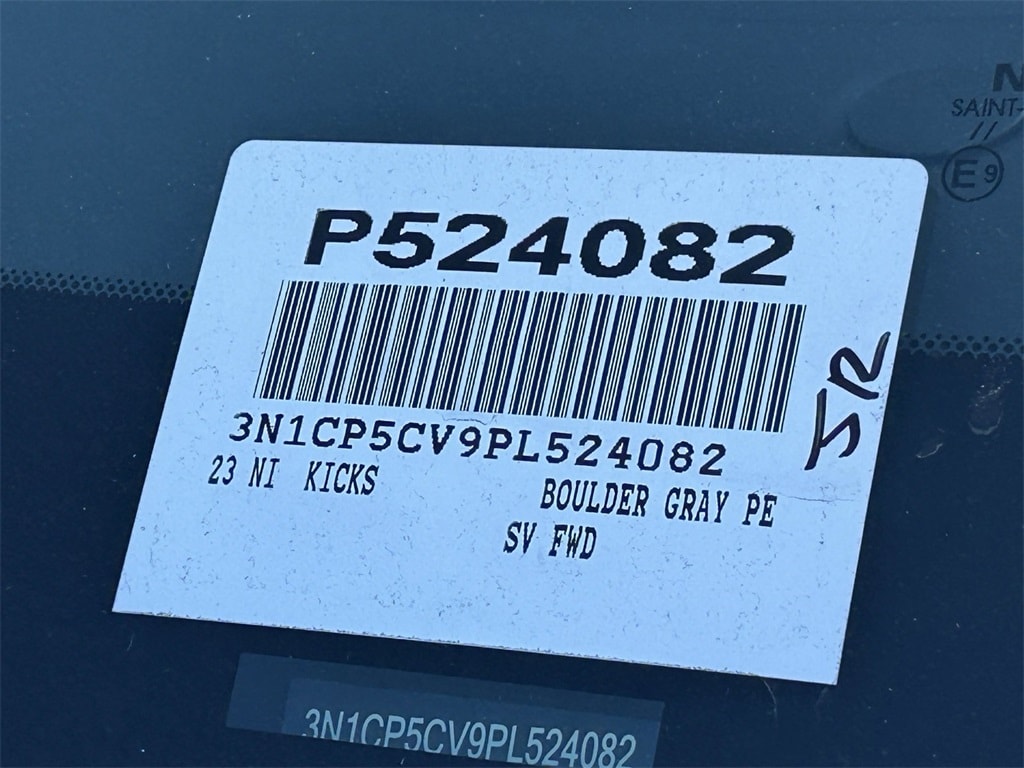 N
SAINT-
//
E9
P524082
3N1CP5CV9PL524082
23 NI KICKS
BOULDER GRAY PE
SV FWD
JR
3N1CP5CV9PL524082